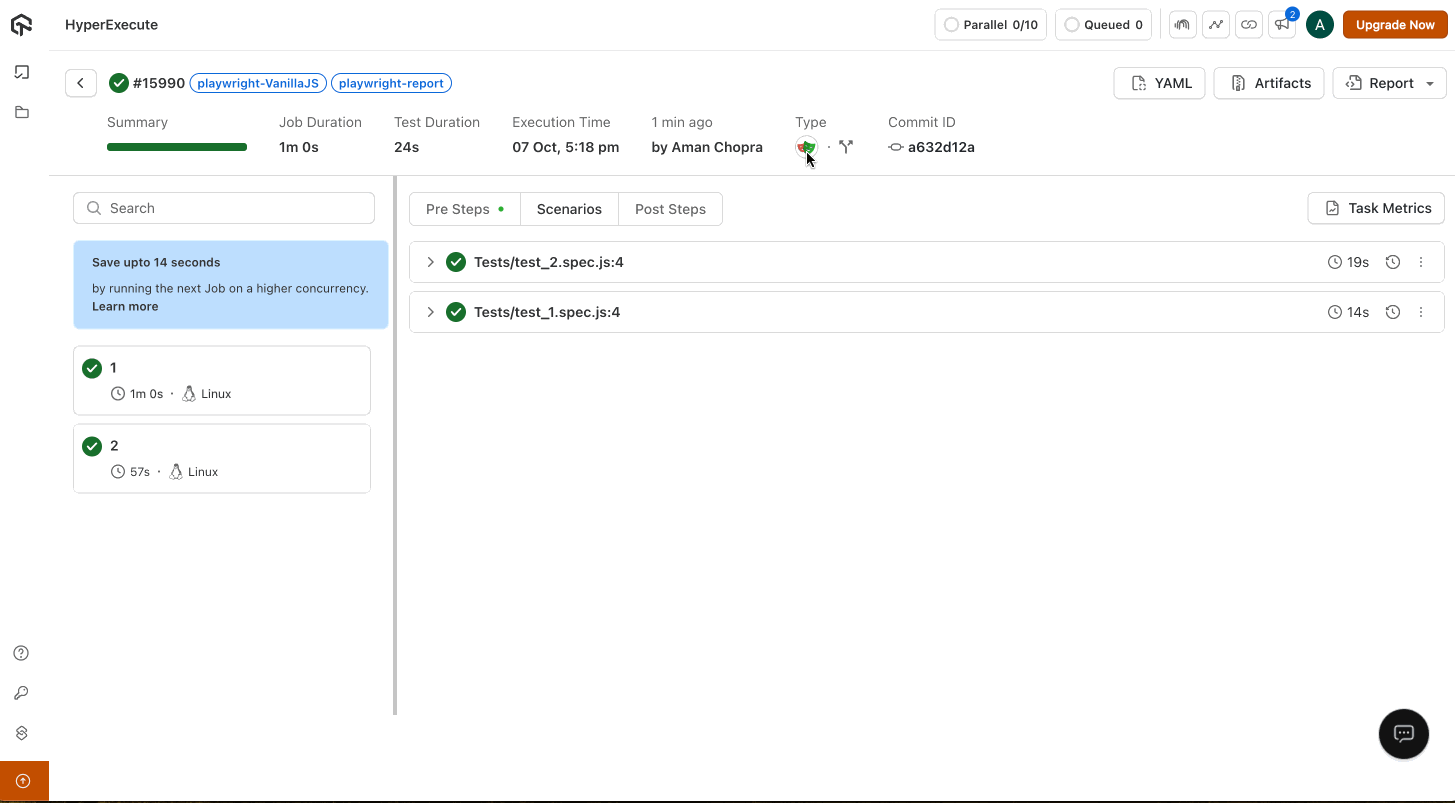 HyperExecute
Parallel 0/10
Queued 0
2
A
Upgrade Now
#15990
playwright-VanillaJS
playwright-report
YAML
Artifacts
Report
Summary
Job Duration
1m 0s
Test Duration
24s
Execution Time
07 Oct, 5:18 pm
1 min ago
by Aman Chopra
Type
Commit ID
a632d12a
Search
Save upto 14 seconds
by running the next Job on a higher concurrency.
Learn more
1
1m 0s · Linux
2
57s · Linux
Pre Steps
Scenarios
Post Steps
Task Metrics
Tests/test_2.spec.js:4
19s
Tests/test_1.spec.js:4
14s